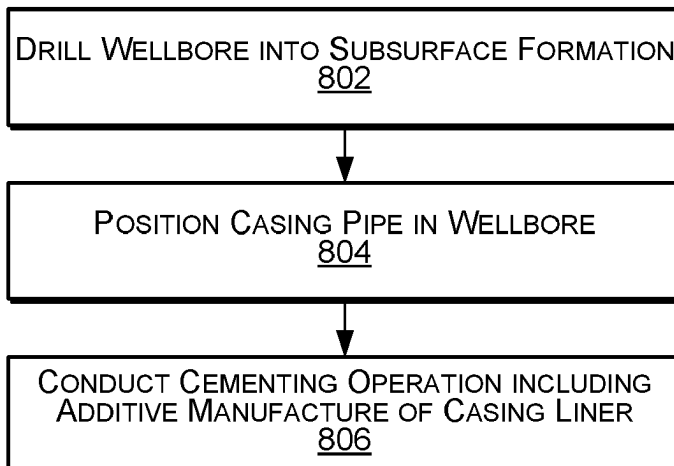 DRILL WELLBORE INTO SUBSURFACE FORMATION
802
POSITION CASING PIPE IN WELLBORE
804
CONDUCT CEMENTING OPERATION INCLUDING
ADDITIVE MANUFACTURE OF CASING LINER
806